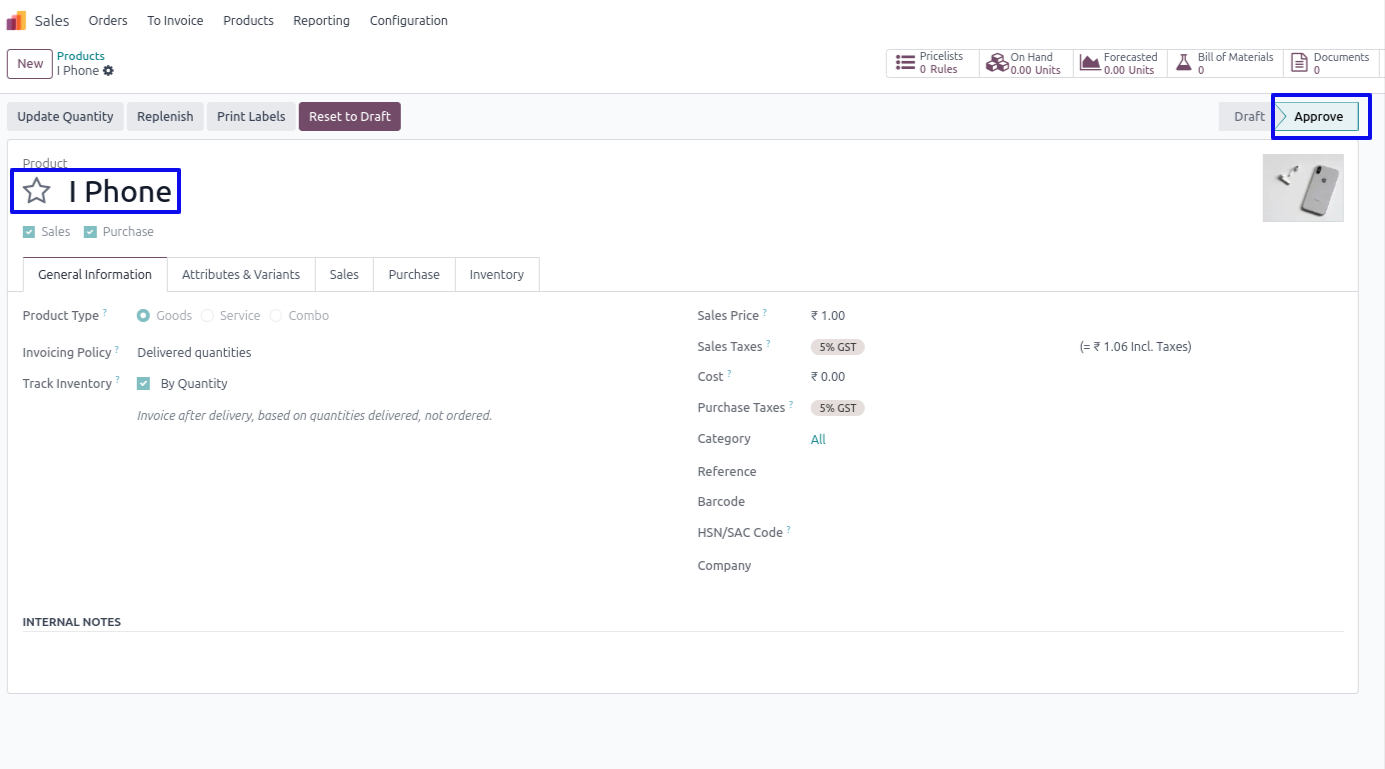 Sales Orders To Invoice Products Reporting Configuration
New
Products
I Phone
Pricelists
0 Rules
On Hand
0.00 Units
Forecasted
0.00 Units
Bill of Materials
0
Documents
0
Update Quantity Replenish Print Labels Reset to Draft Draft Approve
Product
I Phone
Sales Purchase
General Information Attributes & Variants Sales Purchase Inventory
Product Type ? Goods Service Combo
Invoicing Policy ? Delivered quantities
Track Inventory ? By Quantity
Invoice after delivery, based on quantities delivered, not ordered.
Sales Price ? ₹ 1.00
Sales Taxes ? 5% GST (= ₹ 1.06 Incl. Taxes)
Cost ? ₹ 0.00
Purchase Taxes ? 5% GST
Category All
Reference
Barcode
HSN/SAC Code ?
Company
INTERNAL NOTES